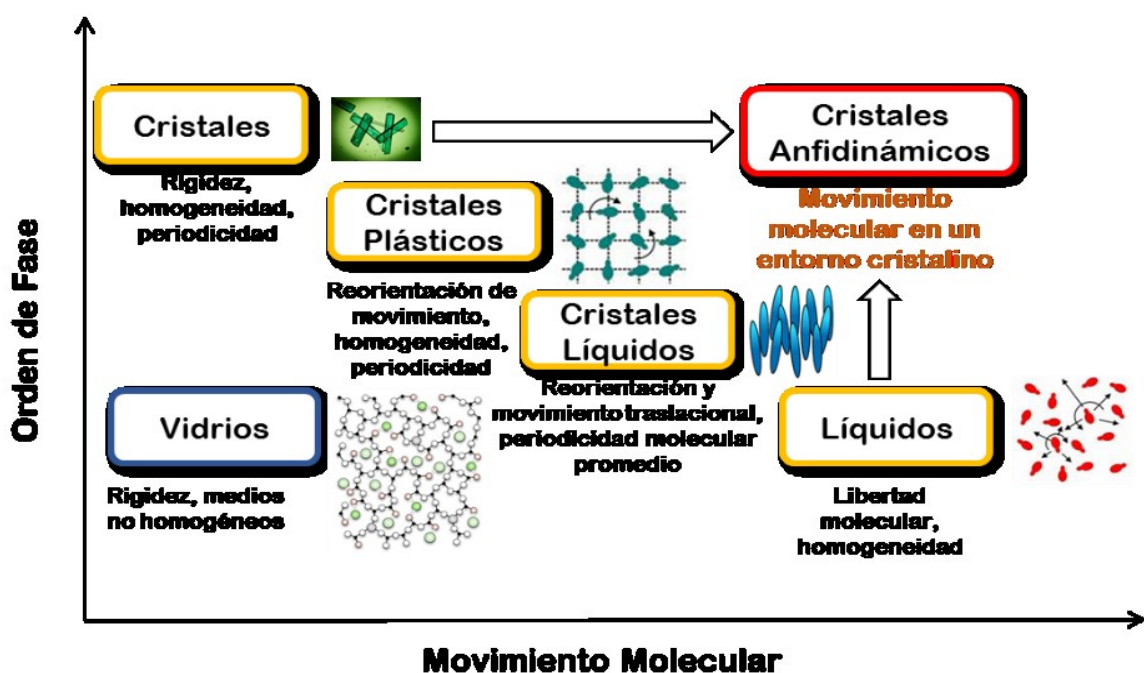 Orden de Fase
Cristales
Rigidez,
homogeneidad,
periodicidad
Cristales
Anfidinámicos
Movimiento
molecular en un
entorno cristalino
Cristales
Plásticos
Reorientación de
movimiento,
homogeneidad,
periodicidad
Cristales
Líquidos
Reorientación y
movimiento traslacional,
periodicidad molecular
promedio
Vidrios
Rigidez, medios
no homogéneos
Líquidos
Libertad
molecular,
homogeneidad
Movimiento Molecular